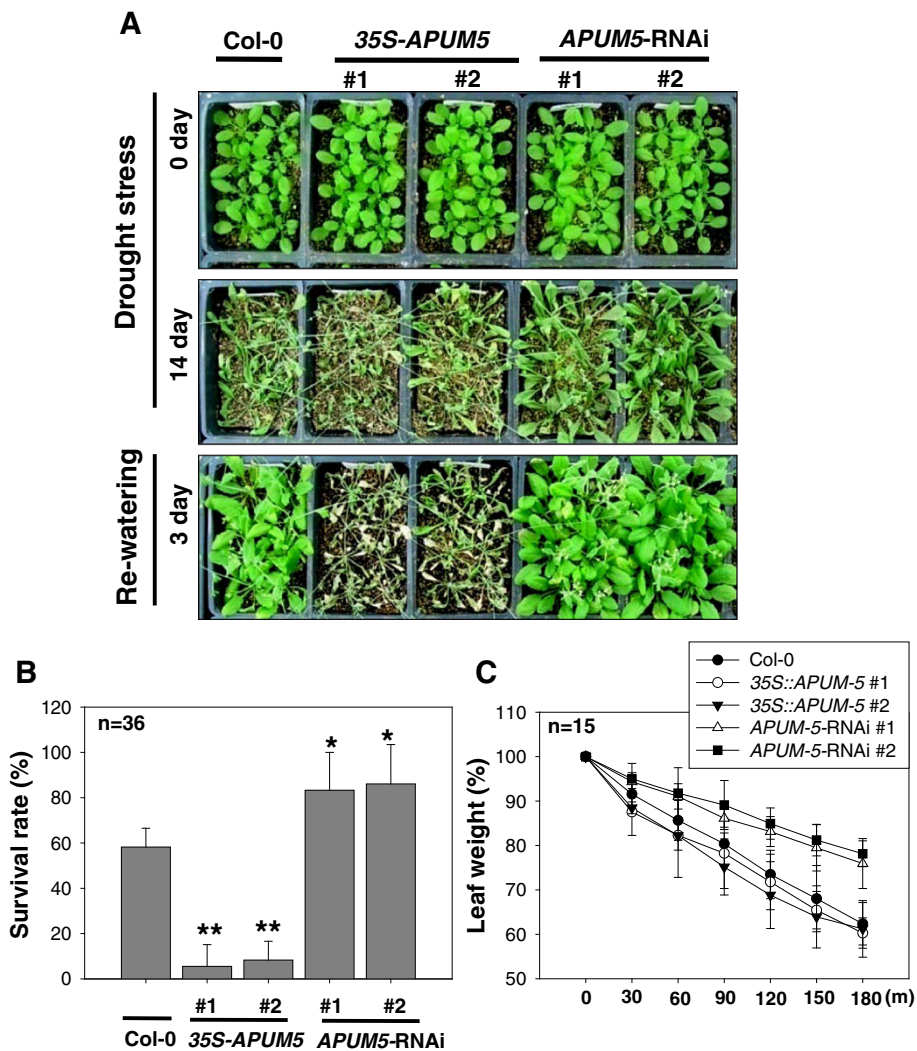 A
Col-0 35S-APUM5 APUM5-RNAi
#1 #2 #1 #2
Drought stress
0 day
14 day
Re-watering
3 day
B
n=36
Survival rate (%)
120
100
80
60
40
20
0
* *
** **
#1 #2 #1 #2
Col-0 35S-APUM5 APUM5-RNAi
C
Col-0
35S::APUM-5 #1
35S::APUM-5 #2
APUM-5-RNAi #1
APUM-5-RNAi #2
n=15
Leaf weight (%)
110
100
90
80
70
60
50
0 30 60 90 120 150 180 (m)